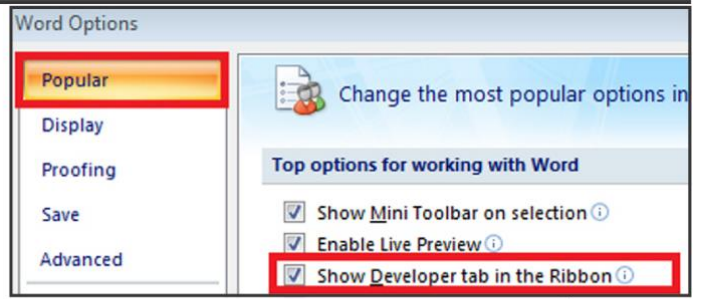 Word Options
Popular
Display
Proofing
Save
Advanced
Change the most popular options in
Top options for working with Word
Show Mini Toolbar on selection
Enable Live Preview
Show Developer tab in the Ribbon